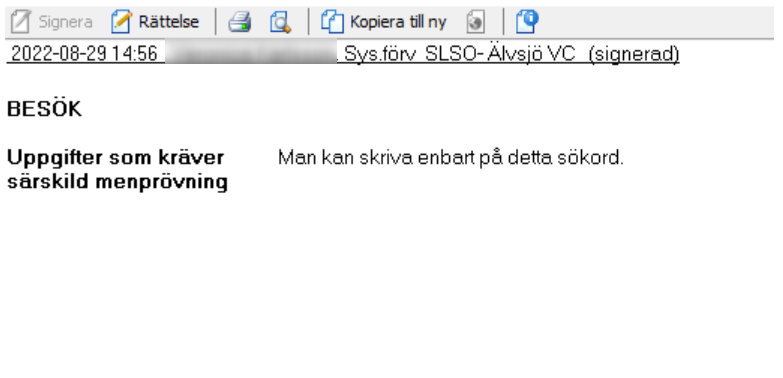 Signera Rättelse Kopiera till ny
2022-08-29 14:56 Sys.förv SLSO-Älvsjö VC (signerad)
BESÖK
Uppgifter som kräver Man kan skriva enbart på detta sökord.
särskild menprövning